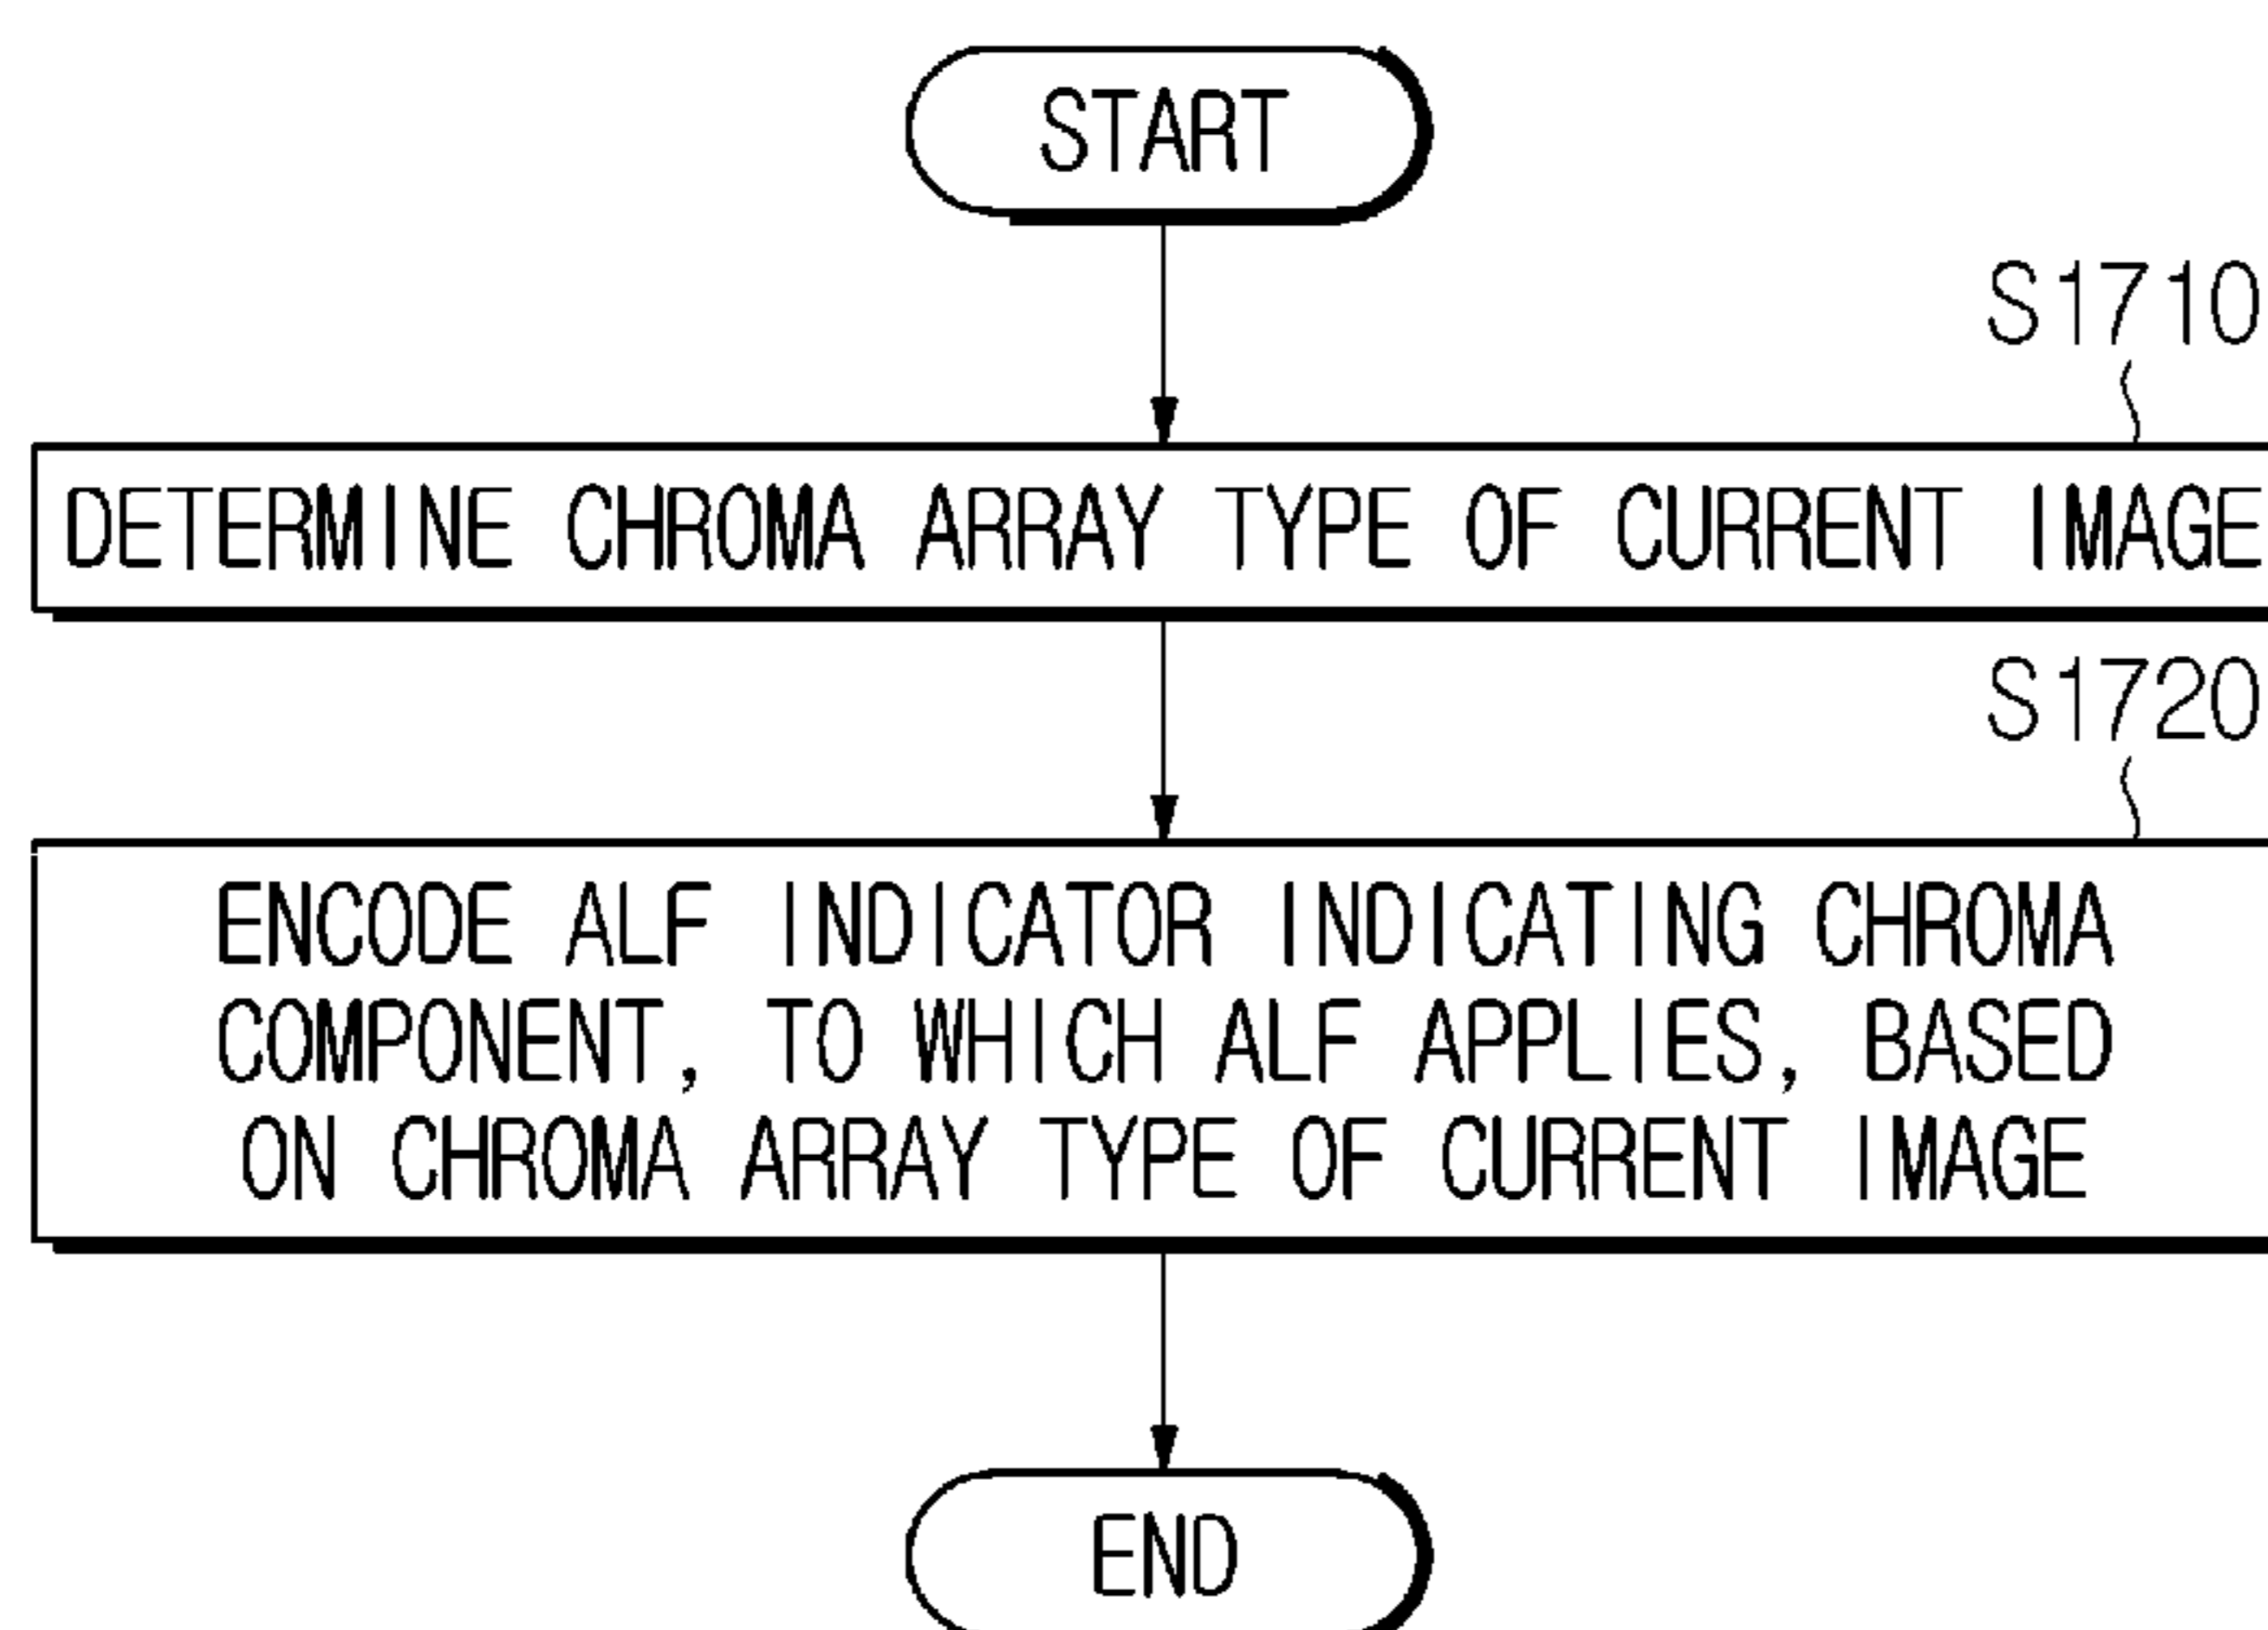 START
S1710
DETERMINE CHROMA ARRAY TYPE OF CURRENT IMAGE
S1720
ENCODE ALF INDICATOR INDICATING CHROMA
COMPONENT, TO WHICH ALF APPLIES, BASED
ON CHROMA ARRAY TYPE OF CURRENT IMAGE
END